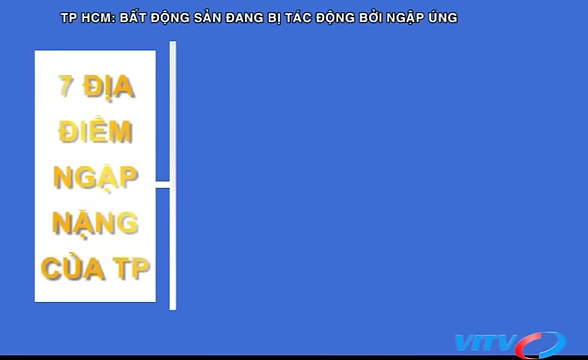 TP HCM: BẤT ĐỘNG SẢN ĐANG BỊ TÁC ĐỘNG BỞI NGẬP ÚNG
7 ĐỊA
ĐIỂM
NGẬP
NẶNG
CỦA TP
VITV